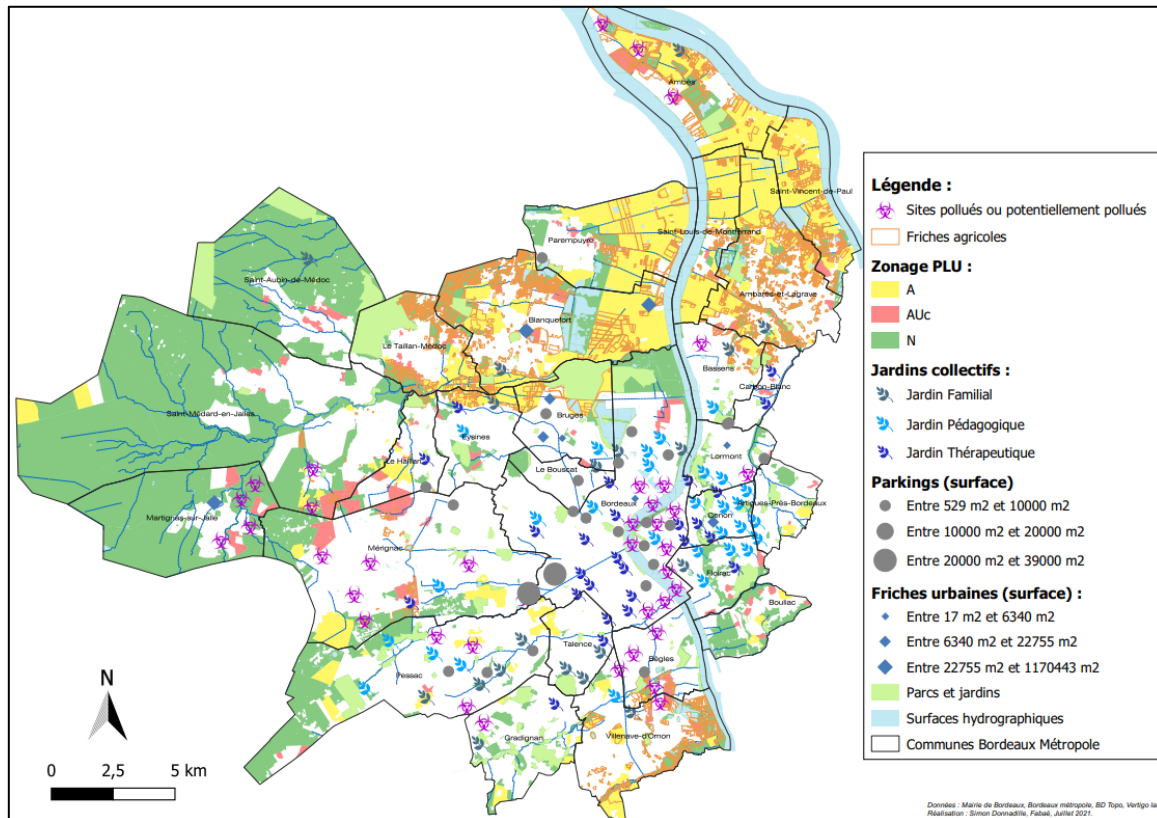 Ambès
Saint-Vincent-de-Paul
Parempuyre
Saint-Louis-de-Montferrand
Saint-Aubin-de-Médoc
Ambarès-et-Lagrave
Blanquefort
Le Taillan-Médoc
Bassens
Carbon-Blanc
Saint-Médard-en-Jalles
Bruges
Eysines
Lormont
Le Haillan
Le Bouscat
Bordeaux
Artigues-Près-Bordeaux
Martignas-sur-Jalle
Cenon
Mérignac
Floirac
Bouliac
Talence
Bègles
Pessac
Villenave-d'Ornon
Gradignan
N
0 2,5 5 km
Légende :
Sites pollués ou potentiellement pollués
Friches agricoles
Zonage PLU :
A
AUc
N
Jardins collectifs :
Jardin Familial
Jardin Pédagogique
Jardin Thérapeutique
Parkings (surface)
Entre 529 m2 et 10000 m2
Entre 10000 m2 et 20000 m2
Entre 20000 m2 et 39000 m2
Friches urbaines (surface) :
Entre 17 m2 et 6340 m2
Entre 6340 m2 et 22755 m2
Entre 22755 m2 et 1170443 m2
Parcs et jardins
Surfaces hydrographiques
Communes Bordeaux Métropole
Données : Mairie de Bordeaux, Bordeaux métropole, BD Topo, Vertigo la
Réalisation : Simon Donnadille, Fabaé, Juillet 2021.